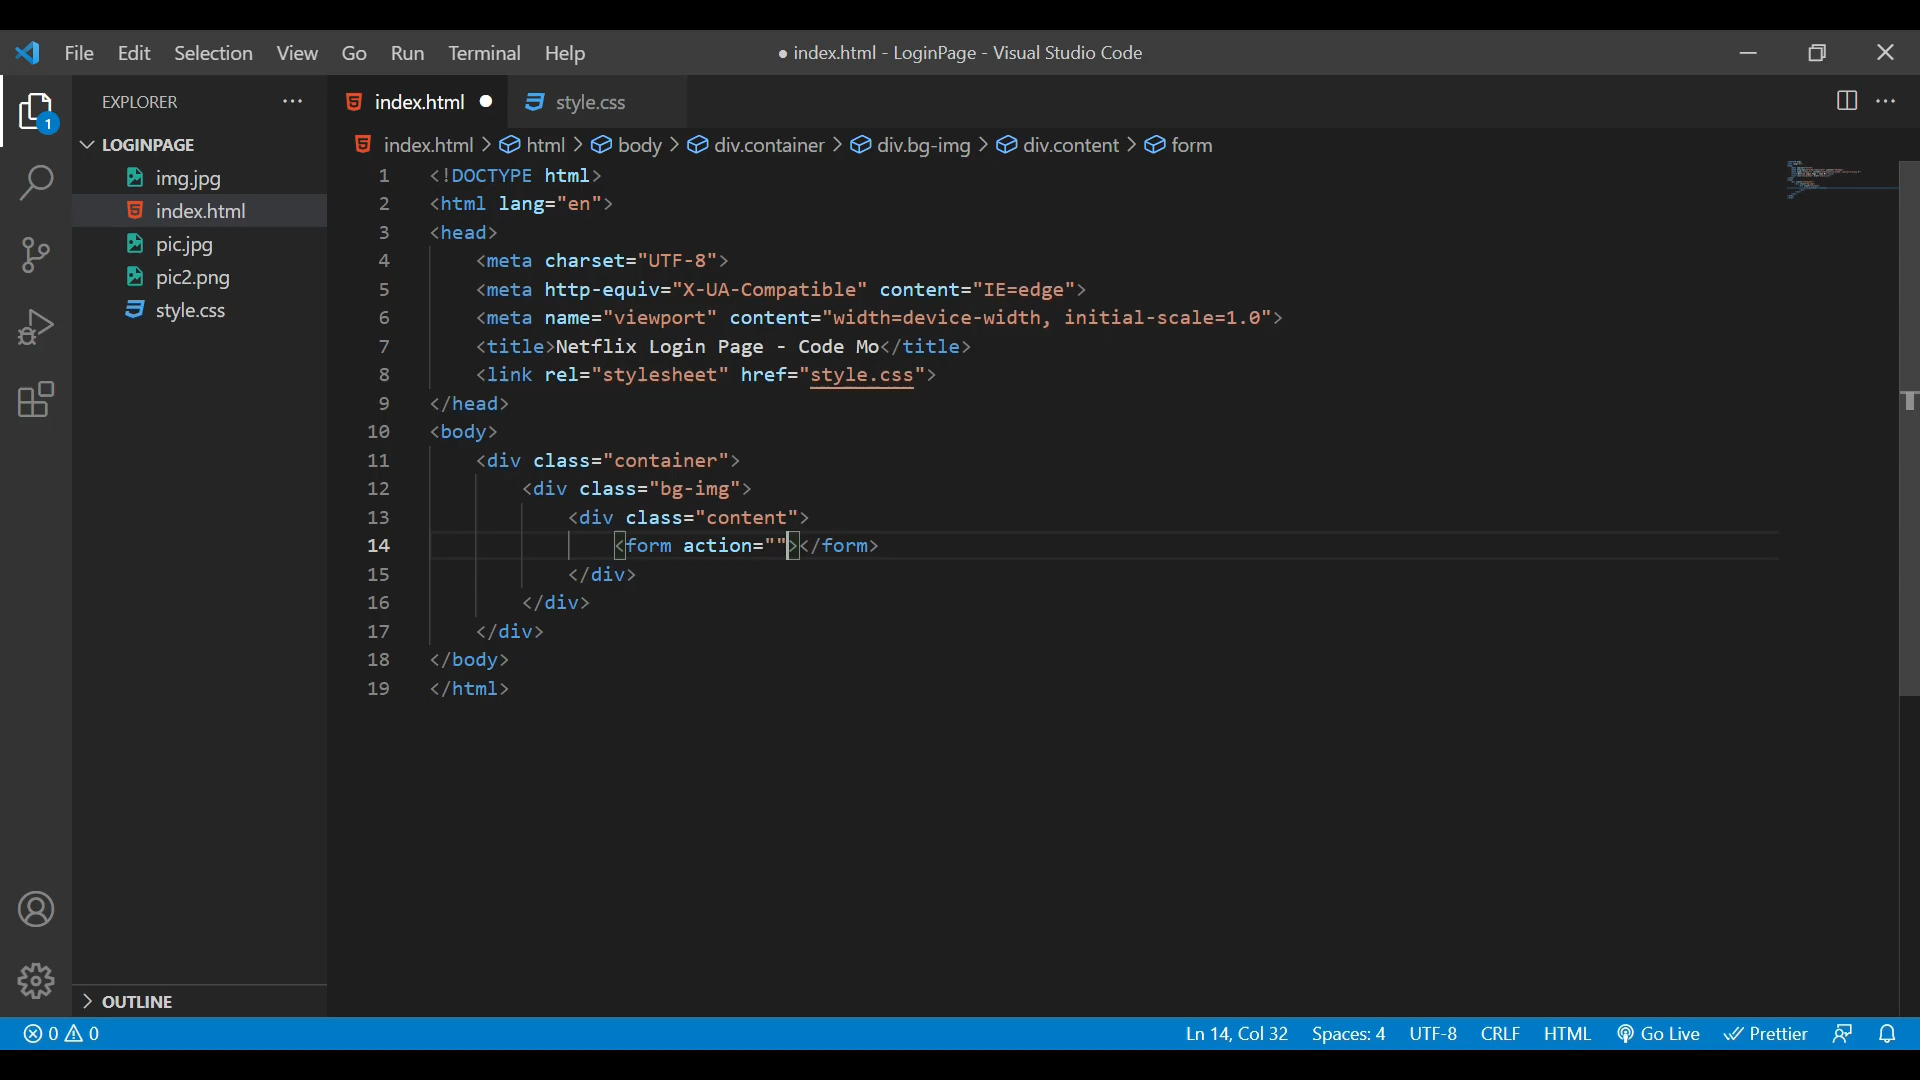 File Edit Selection View Go Run Terminal Help ● index.html - LoginPage - Visual Studio Code
EXPLORER ··· index.html ● style.css ···
1
LOGINPAGE
index.html > html > body > div.container > div.bg-img > div.content > form
img.jpg
index.html
pic.jpg
pic2.png
style.css
1 <!DOCTYPE html>
2 <html lang="en">
3 <head>
4     <meta charset="UTF-8">
5     <meta http-equiv="X-UA-Compatible" content="IE=edge">
6     <meta name="viewport" content="width=device-width, initial-scale=1.0">
7     <title>Netflix Login Page - Code Mo</title>
8     <link rel="stylesheet" href="style.css">
9 </head>
10 <body>
11     <div class="container">
12         <div class="bg-img">
13             <div class="content">
14                 <form action=""></form>
15             </div>
16         </div>
17     </div>
18 </body>
19 </html>
OUTLINE
0 0 Ln 14, Col 32 Spaces: 4 UTF-8 CRLF HTML Go Live Prettier